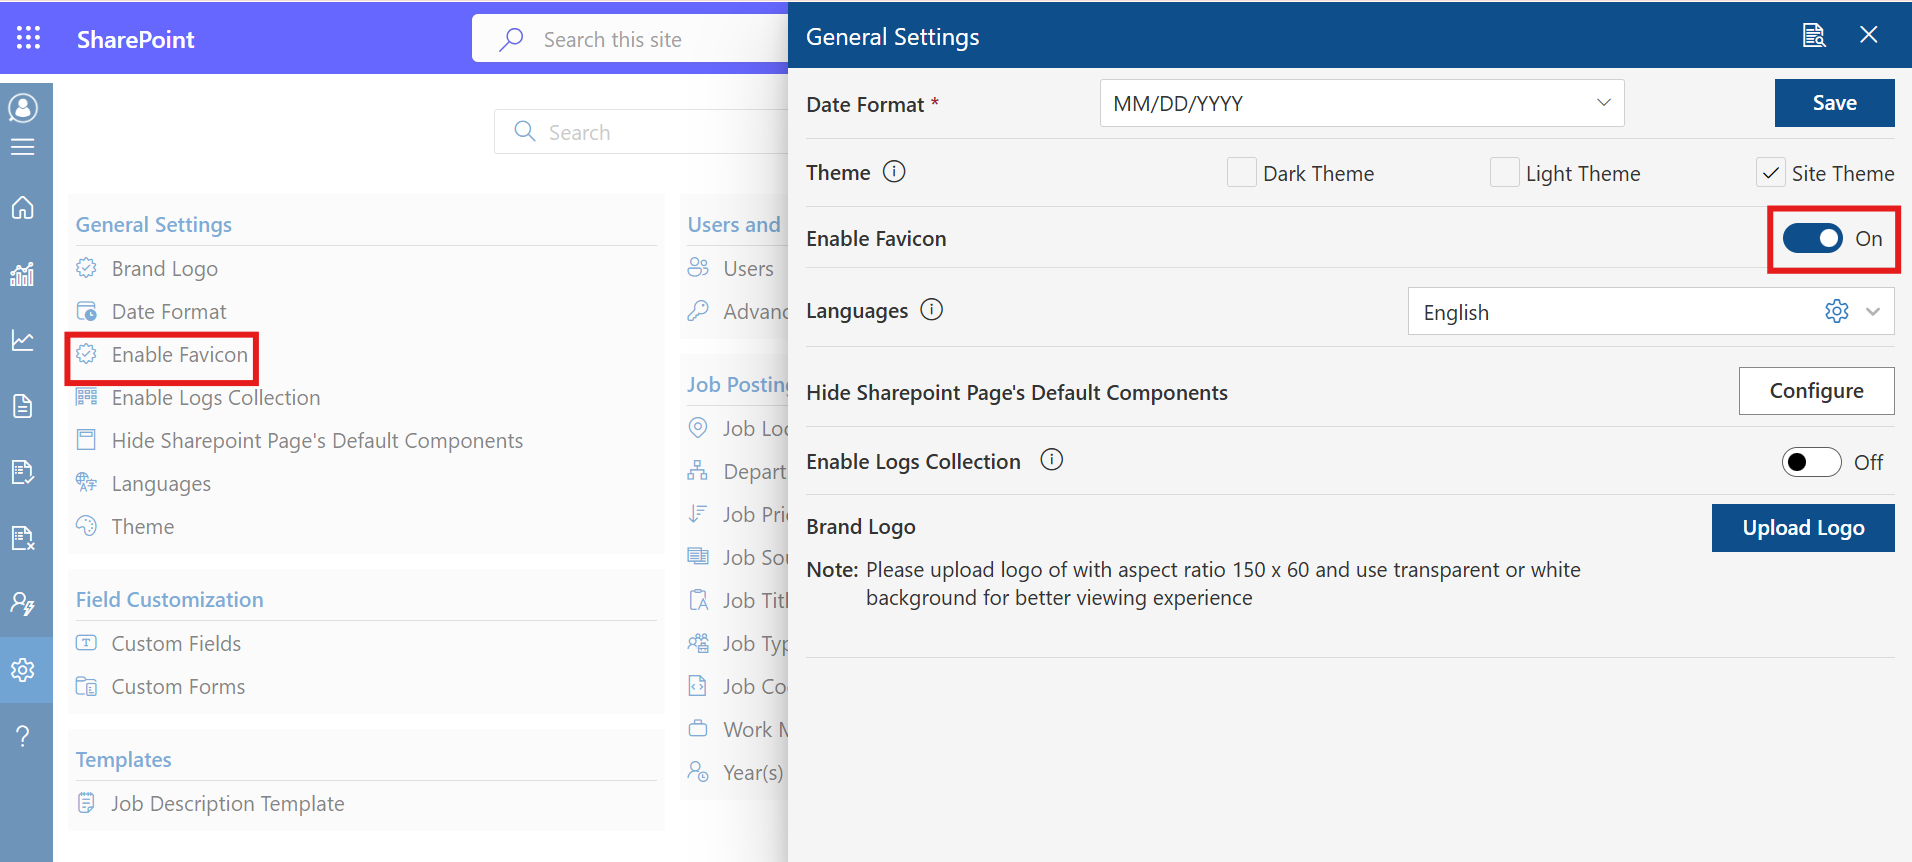 SharePoint
Search this site
Search
General Settings
Brand Logo
Date Format
Enable Favicon
Enable Logs Collection
Hide Sharepoint Page's Default Components
Languages
Theme
Field Customization
Custom Fields
Custom Forms
Templates
Job Description Template
Users and
Users
Advanc
Job Posting
Job Loc
Depart
Job Prio
Job Sou
Job Titl
Job Typ
Job Co
Work M
Year(s)
General Settings
Date Format *
MM/DD/YYYY
Save
Theme
Dark Theme
Light Theme
Site Theme
Enable Favicon
On
Languages
English
Hide Sharepoint Page's Default Components
Configure
Enable Logs Collection
Off
Brand Logo
Upload Logo
Note: Please upload logo of with aspect ratio 150 x 60 and use transparent or white
background for better viewing experience